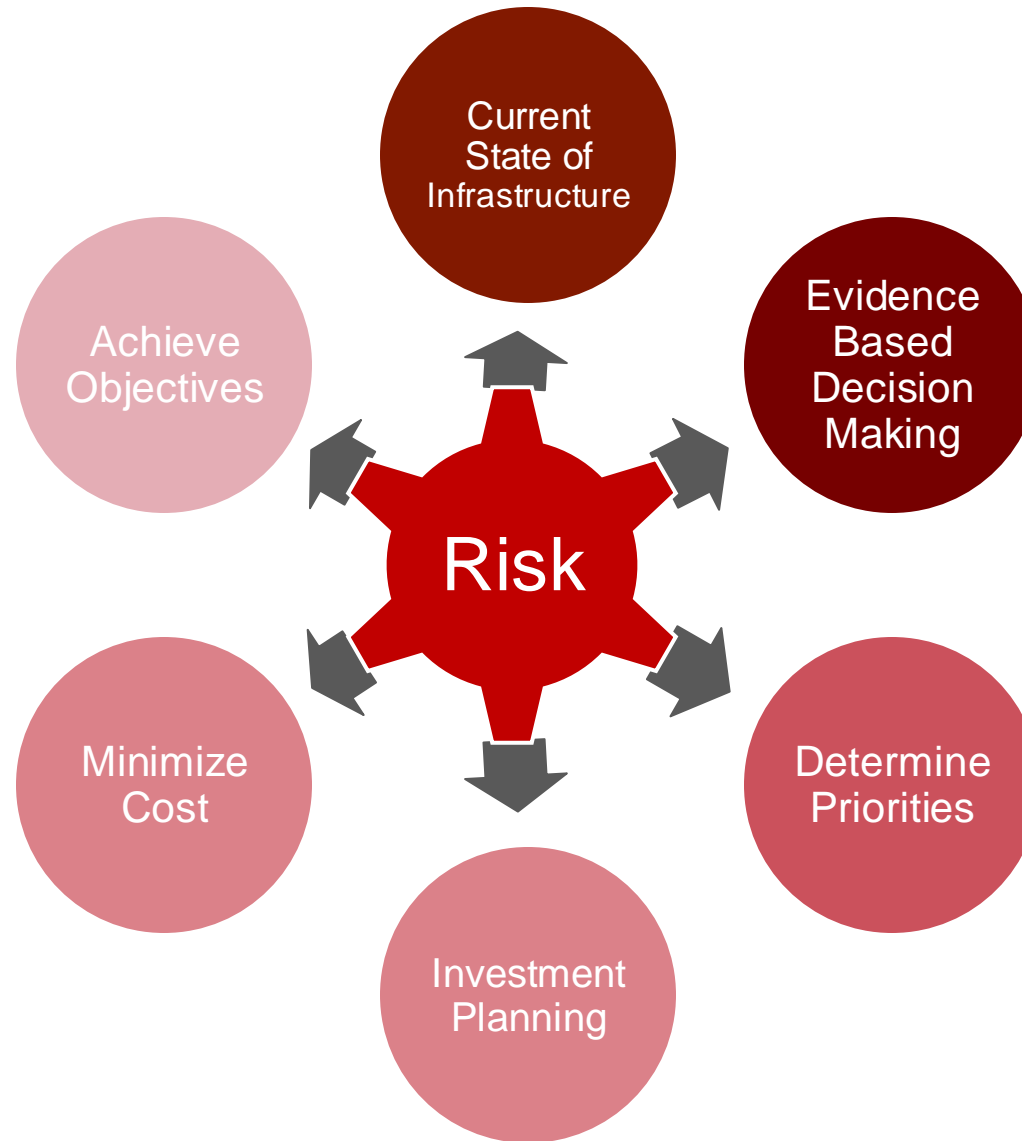 Current
State of
Infrastructure
Evidence
Based
Decision
Making
Achieve
Objectives
Risk
Minimize
Cost
Determine
Priorities
Investment
Planning